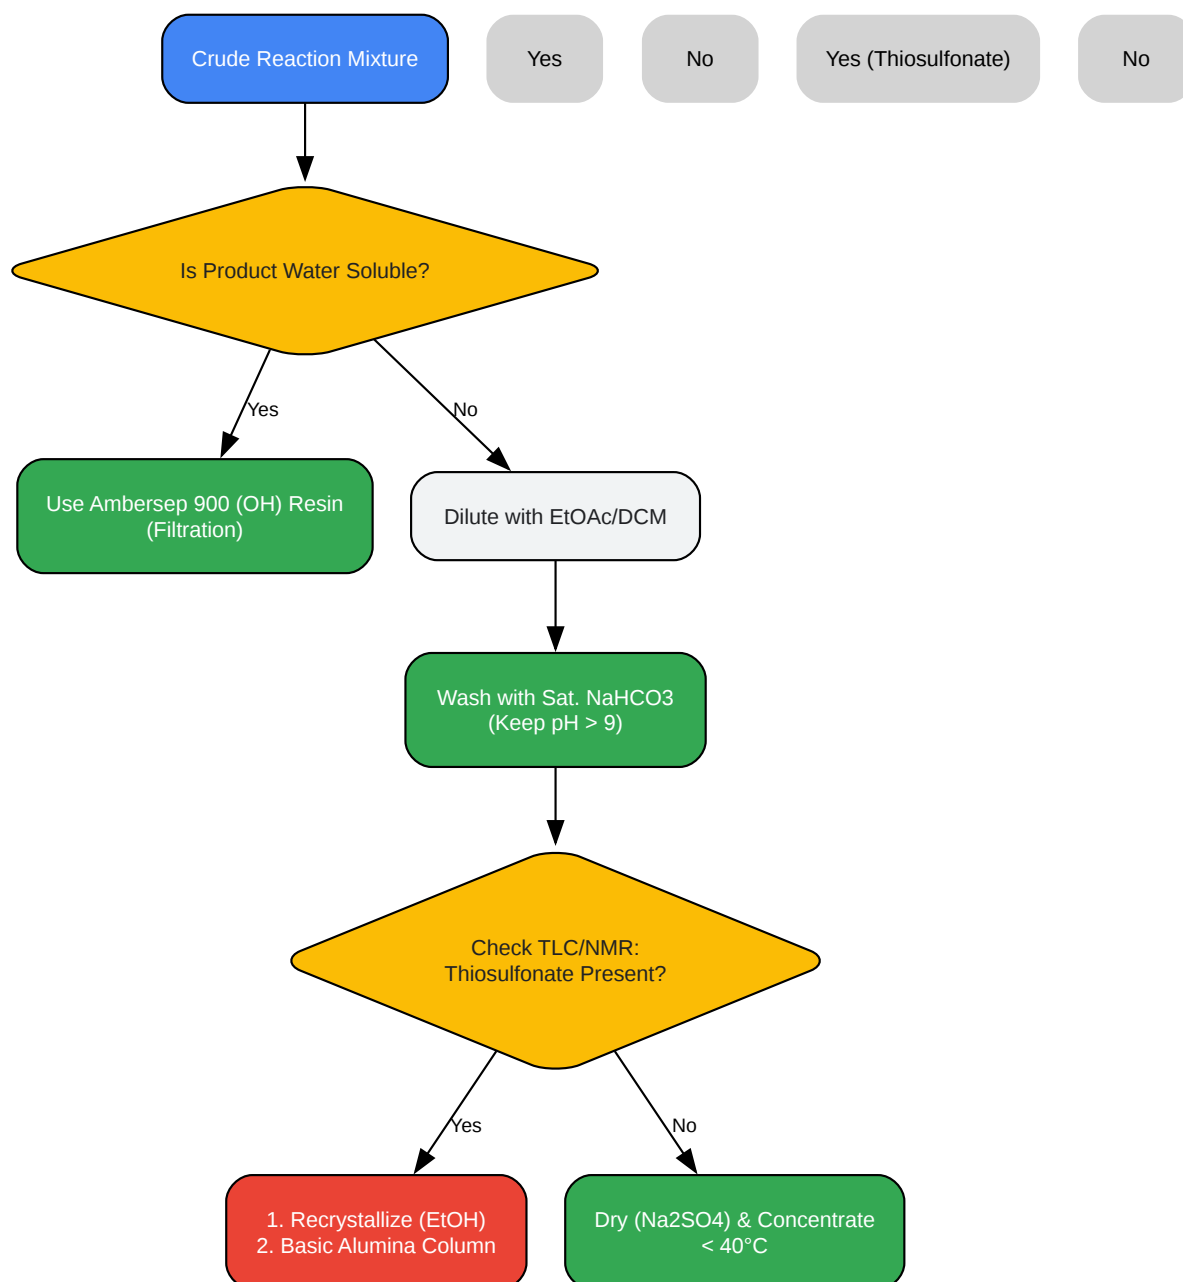 Crude Reaction Mixture
Yes
No
Yes (Thiosulfonate)
No
Is Product Water Soluble?
Yes
No
Use Ambersep 900 (OH) Resin
(Filtration)
Dilute with EtOAc/DCM
Wash with Sat. NaHCO3
(Keep pH > 9)
Check TLC/NMR:
Thiosulfonate Present?
Yes
No
1. Recrystallize (EtOH)
2. Basic Alumina Column
Dry (Na2SO4) & Concentrate
< 40°C